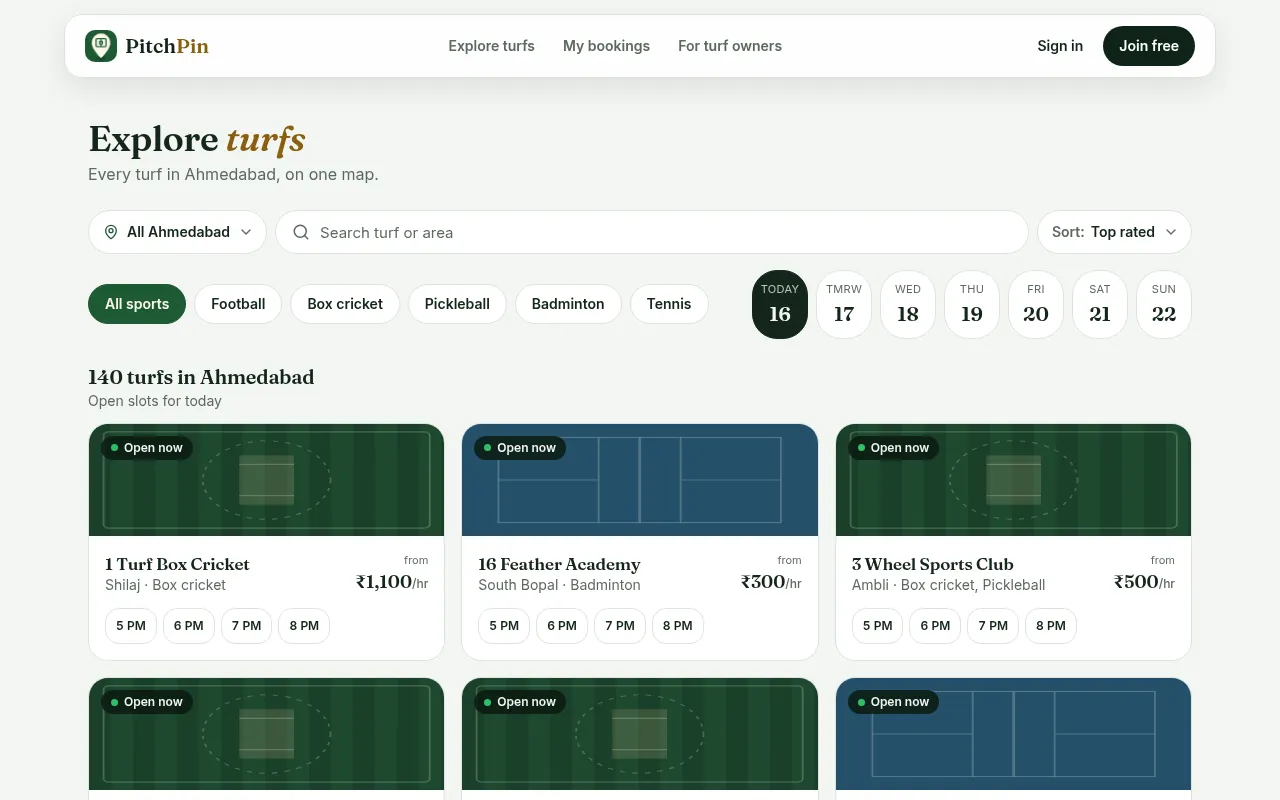 PitchPin
Explore turfs
My bookings
For turf owners
Sign in
Join free
Explore turfs
Every turf in Ahmedabad, on one map.
All Ahmedabad
Search turf or area
Sort: Top rated
All sports
Football
Box cricket
Pickleball
Badminton
Tennis
TODAY
16
TMRW
17
WED
18
THU
19
FRI
20
SAT
21
SUN
22
140 turfs in Ahmedabad
Open slots for today
Open now
1 Turf Box Cricket
Shilaj · Box cricket
from
₹1,100/hr
5 PM
6 PM
7 PM
8 PM
Open now
16 Feather Academy
South Bopal · Badminton
from
₹300/hr
5 PM
6 PM
7 PM
8 PM
Open now
3 Wheel Sports Club
Ambli · Box cricket, Pickleball
from
₹500/hr
5 PM
6 PM
7 PM
8 PM
Open now
Open now
Open now